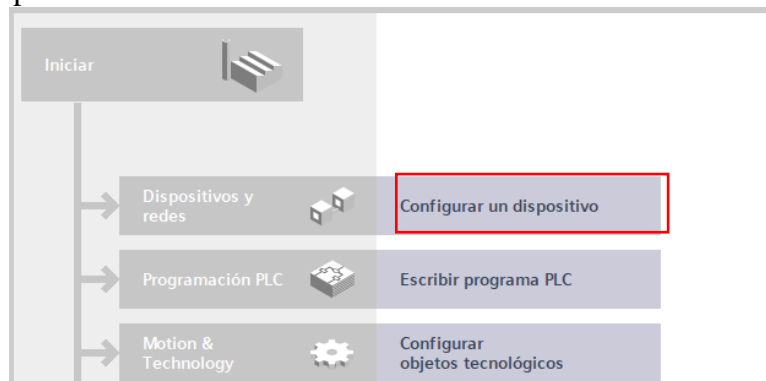 Iniciar
Dispositivos y
redes
Configurar un dispositivo
Programación PLC
Escribir programa PLC
Motion &
Technology
Configurar
objetos tecnológicos